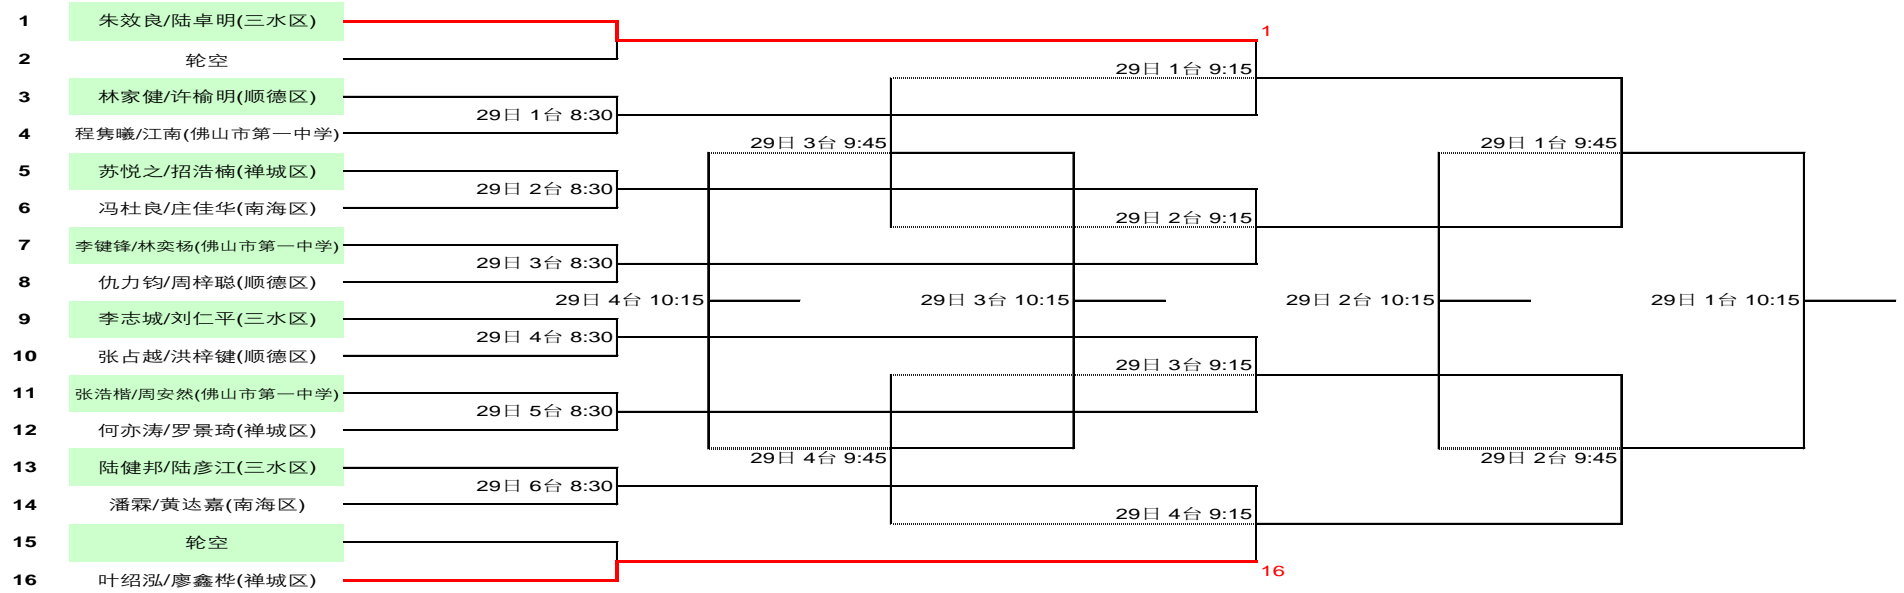 1 朱效良/陆卓明(三水区)
1
2 轮空
29日 1台 9:15
3 林家健/许榆明(顺德区)
29日 1台 8:30
4 程隽曦/江南(佛山市第一中学)
29日 3台 9:45
29日 1台 9:45
5 苏悦之/招浩楠(禅城区)
29日 2台 8:30
6 冯杜良/庄佳华(南海区)
29日 2台 9:15
7 李键锋/林奕杨(佛山市第一中学)
29日 3台 8:30
8 仇力钧/周梓聪(顺德区)
29日 4台 10:15
29日 3台 10:15
29日 2台 10:15
29日 1台 10:15
9 李志城/刘仁平(三水区)
29日 4台 8:30
10 张占越/洪梓键(顺德区)
29日 3台 9:15
11 张浩楷/周安然(佛山市第一中学)
29日 5台 8:30
12 何亦涛/罗景琦(禅城区)
29日 4台 9:45
29日 2台 9:45
13 陆健邦/陆彦江(三水区)
29日 6台 8:30
14 潘霖/黄达嘉(南海区)
29日 4台 9:15
15 轮空
16 叶绍泓/廖鑫桦(禅城区)
16